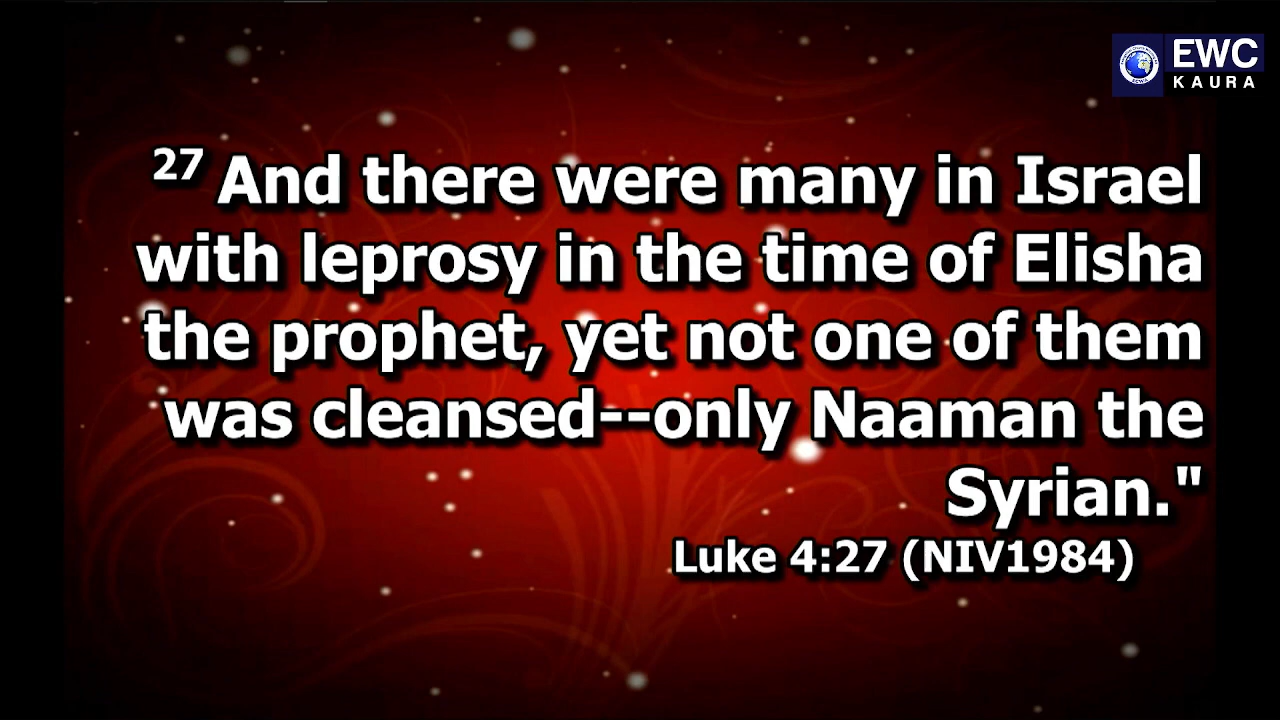 EWC
KAURA
27 And there were many in Israel
with leprosy in the time of Elisha
the prophet, yet not one of them
was cleansed--only Naaman the
Syrian."
Luke 4:27 (NIV1984)